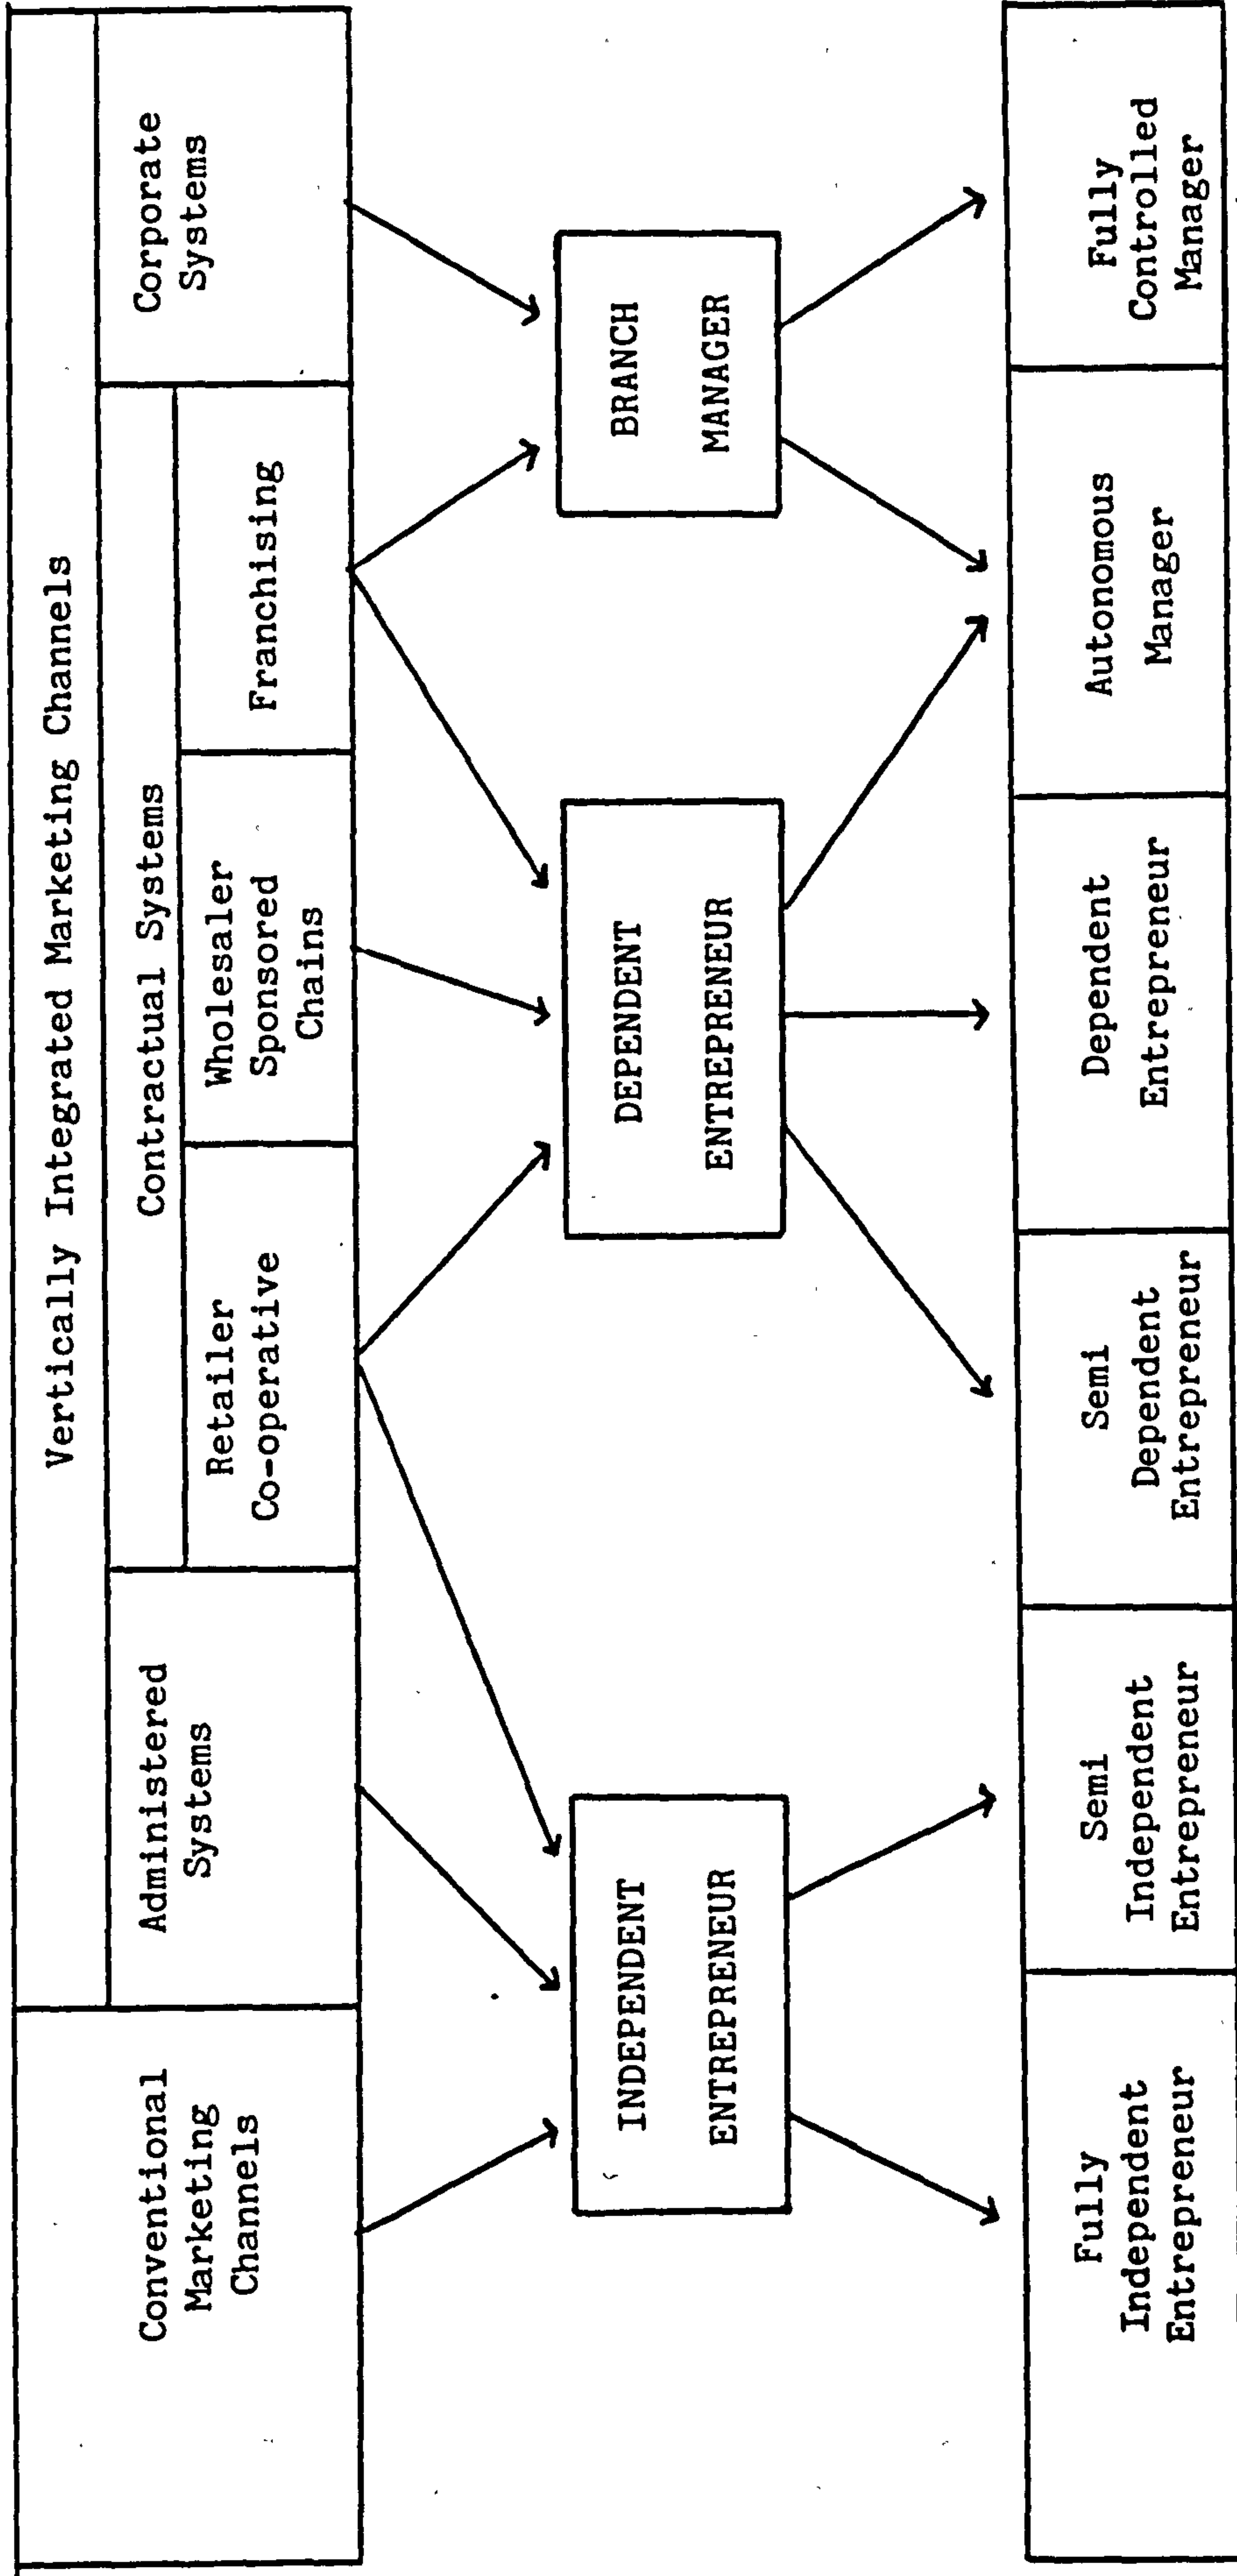 Vertically Integrated Marketing Channels
Contractual Systems
Conventional
Marketing
Channels
Administered
Systems
Retailer
Co-operative
Wholesaler
Sponsored
Chains
Franchising
Corporate
Systems
INDEPENDENT
ENTREPRENEUR
DEPENDENT
ENTREPRENEUR
BRANCH
MANAGER
Fully
Independent
Entrepreneur
Semi
Independent
Entrepreneur
Semi
Dependent
Entrepreneur
Dependent
Entrepreneur
Autonomous
Manager
Fully
Controlled
Manager